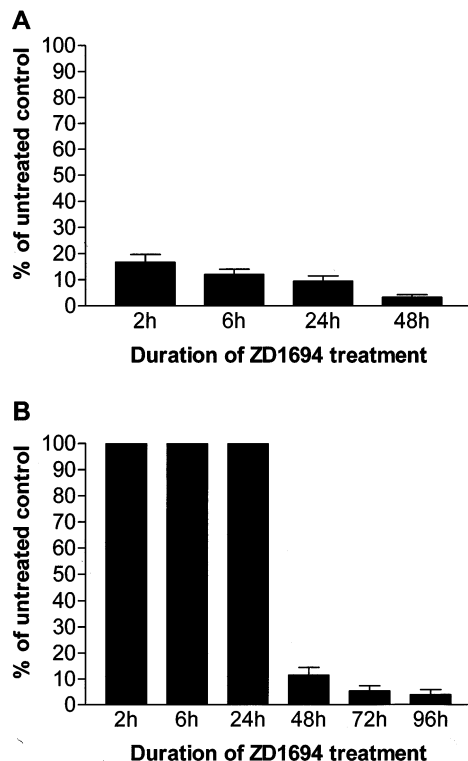 A
% of untreated control
100
90
80
70
60
50
40
30
20
10
0
2h 6h 24h 48h
Duration of ZD1694 treatment
B
% of untreated control
100
90
80
70
60
50
40
30
20
10
0
2h 6h 24h 48h 72h 96h
Duration of ZD1694 treatment